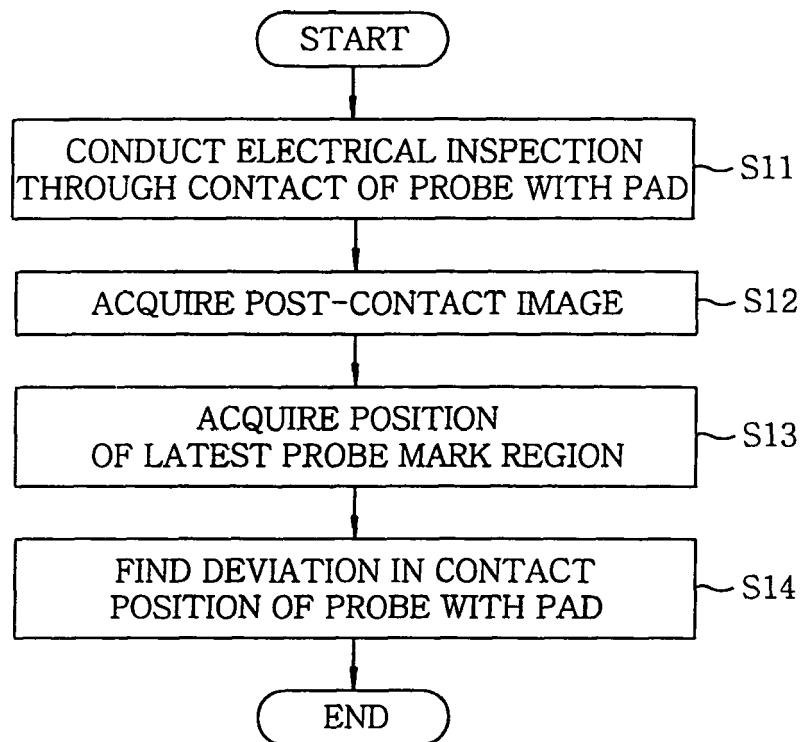 START
CONDUCT ELECTRICAL INSPECTION
THROUGH CONTACT OF PROBE WITH PAD
S11
ACQUIRE POST-CONTACT IMAGE
S12
ACQUIRE POSITION
OF LATEST PROBE MARK REGION
S13
FIND DEVIATION IN CONTACT
POSITION OF PROBE WITH PAD
S14
END